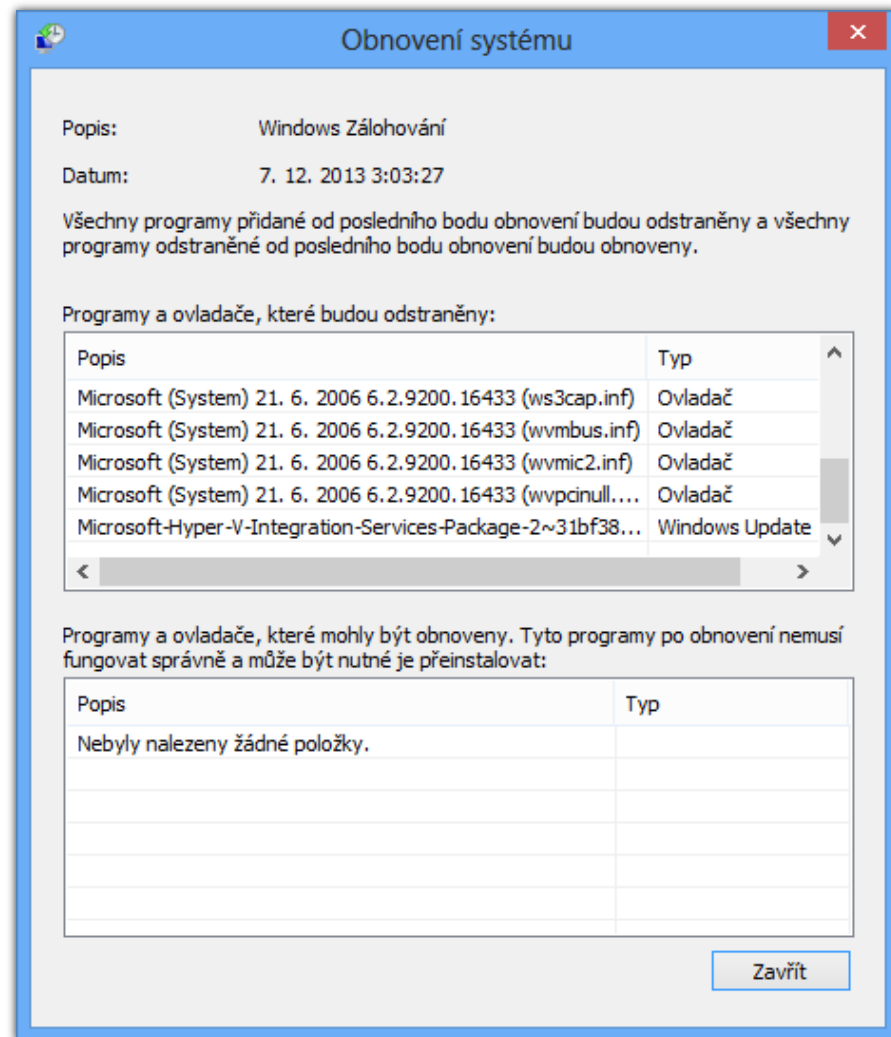 Obnovení systému
Popis: Windows Zálohování
Datum: 7. 12. 2013 3:03:27
Všechny programy přidané od posledního bodu obnovení budou odstraněny a všechny
programy odstraněné od posledního bodu obnovení budou obnoveny.
Programy a ovladače, které budou odstraněny:
Popis Typ
Microsoft (System) 21. 6. 2006 6.2.9200.16433 (ws3cap.inf) Ovladač
Microsoft (System) 21. 6. 2006 6.2.9200.16433 (wvmbus.inf) Ovladač
Microsoft (System) 21. 6. 2006 6.2.9200.16433 (wvmic2.inf) Ovladač
Microsoft (System) 21. 6. 2006 6.2.9200.16433 (wvpcinull.... Ovladač
Microsoft-Hyper-V-Integration-Services-Package-2~31bf38... Windows Update
Programy a ovladače, které mohly být obnoveny. Tyto programy po obnovení nemusí
fungovat správně a může být nutné je přeinstalovat:
Popis Typ
Nebyly nalezeny žádné položky.
Zavřít